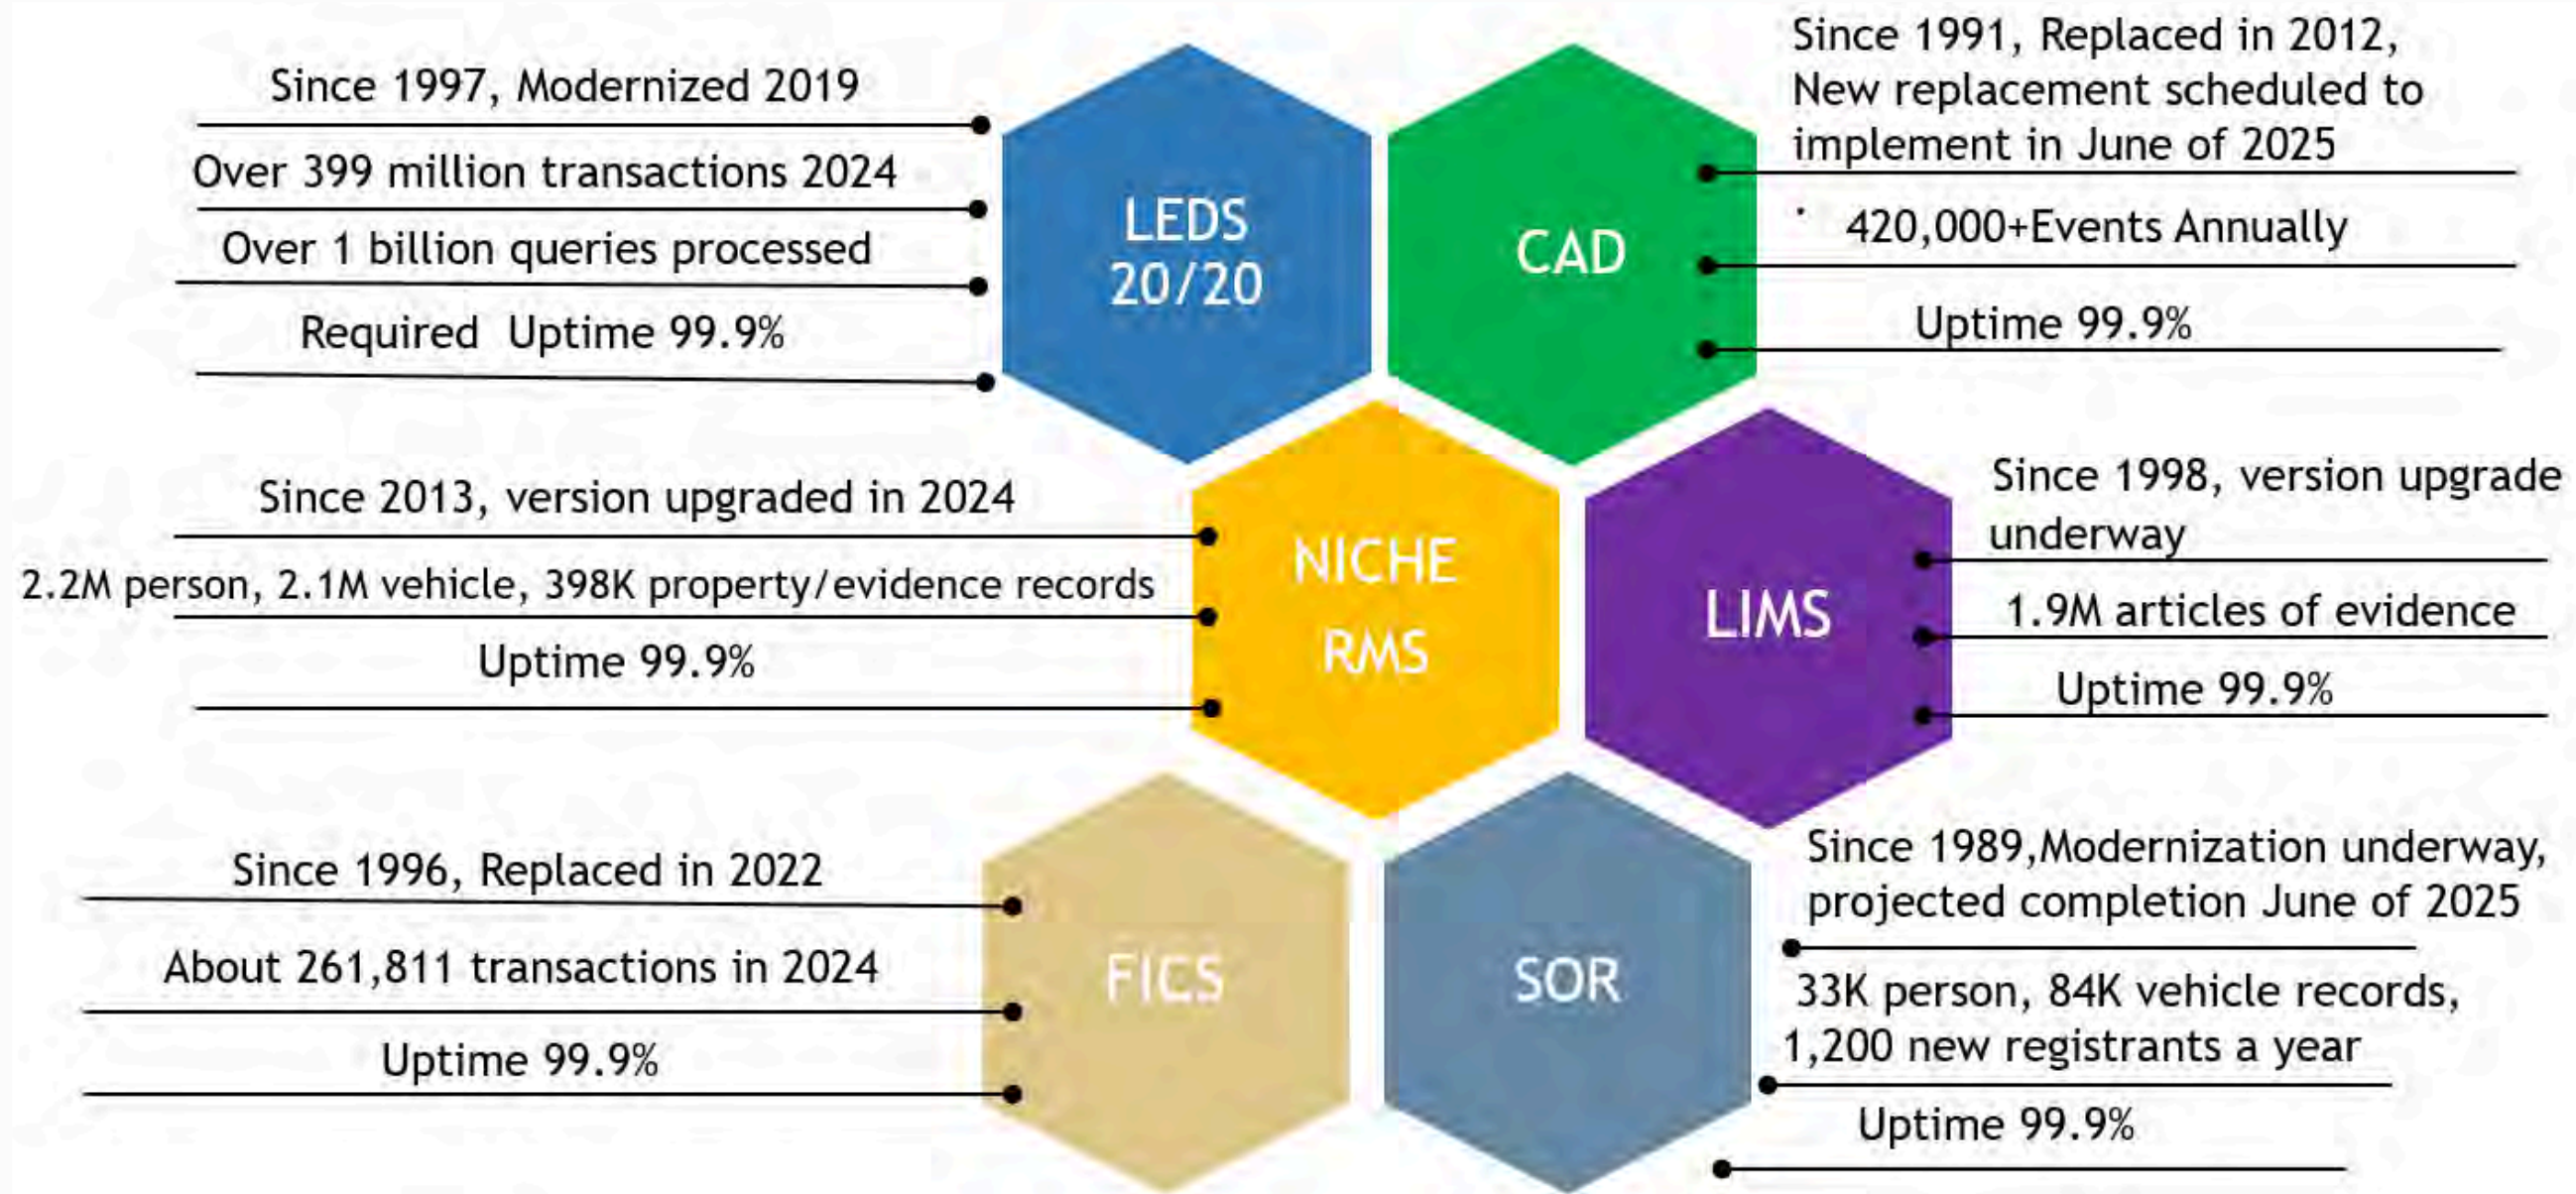 Since 1997, Modernized 2019
Over 399 million transactions 2024
Over 1 billion queries processed
Required  Uptime 99.9%
LEDS
20/20
CAD
Since 1991, Replaced in 2012,
New replacement scheduled to
implement in June of 2025
420,000+Events Annually
Uptime 99.9%
Since 2013, version upgraded in 2024
2.2M person, 2.1M vehicle, 398K property/evidence records
Uptime 99.9%
NICHE
RMS
LIMS
Since 1998, version upgrade
underway
1.9M articles of evidence
Uptime 99.9%
Since 1996, Replaced in 2022
About 261,811 transactions in 2024
Uptime 99.9%
FICS
SOR
Since 1989,Modernization underway,
projected completion June of 2025
33K person, 84K vehicle records,
1,200 new registrants a year
Uptime 99.9%